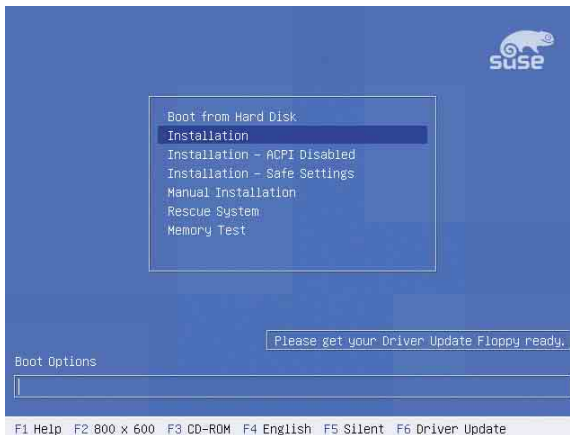 suse
Boot from Hard Disk
Installation
Installation - ACPI Disabled
Installation - Safe Settings
Manual Installation
Rescue System
Memory Test
Please get your Driver Update Floppy ready.
Boot Options
F1 Help F2 800 x 600 F3 CD-ROM F4 English F5 Silent F6 Driver Update